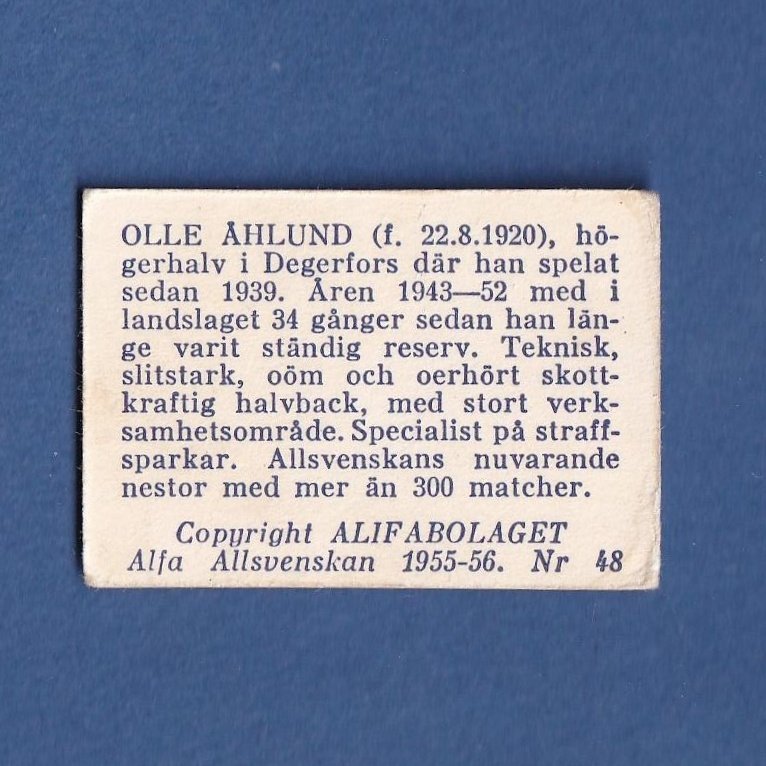 OLLE ÅHLUND (f. 22.8.1920), hö-
gerhalv i Degerfors där han spelat
sedan 1939. Åren 1943—52 med i
landslaget 34 gånger sedan han län-
ge varit ständig reserv. Teknisk,
slitstark, oöm och oerhört skott-
kraftig halvback, med stort verk-
samhetsområde. Specialist på straff-
sparkar. Allsvenskans nuvarande
nestor med mer än 300 matcher.
Copyright ALIFABOLAGET
Alfa Allsvenskan 1955-56. Nr 48